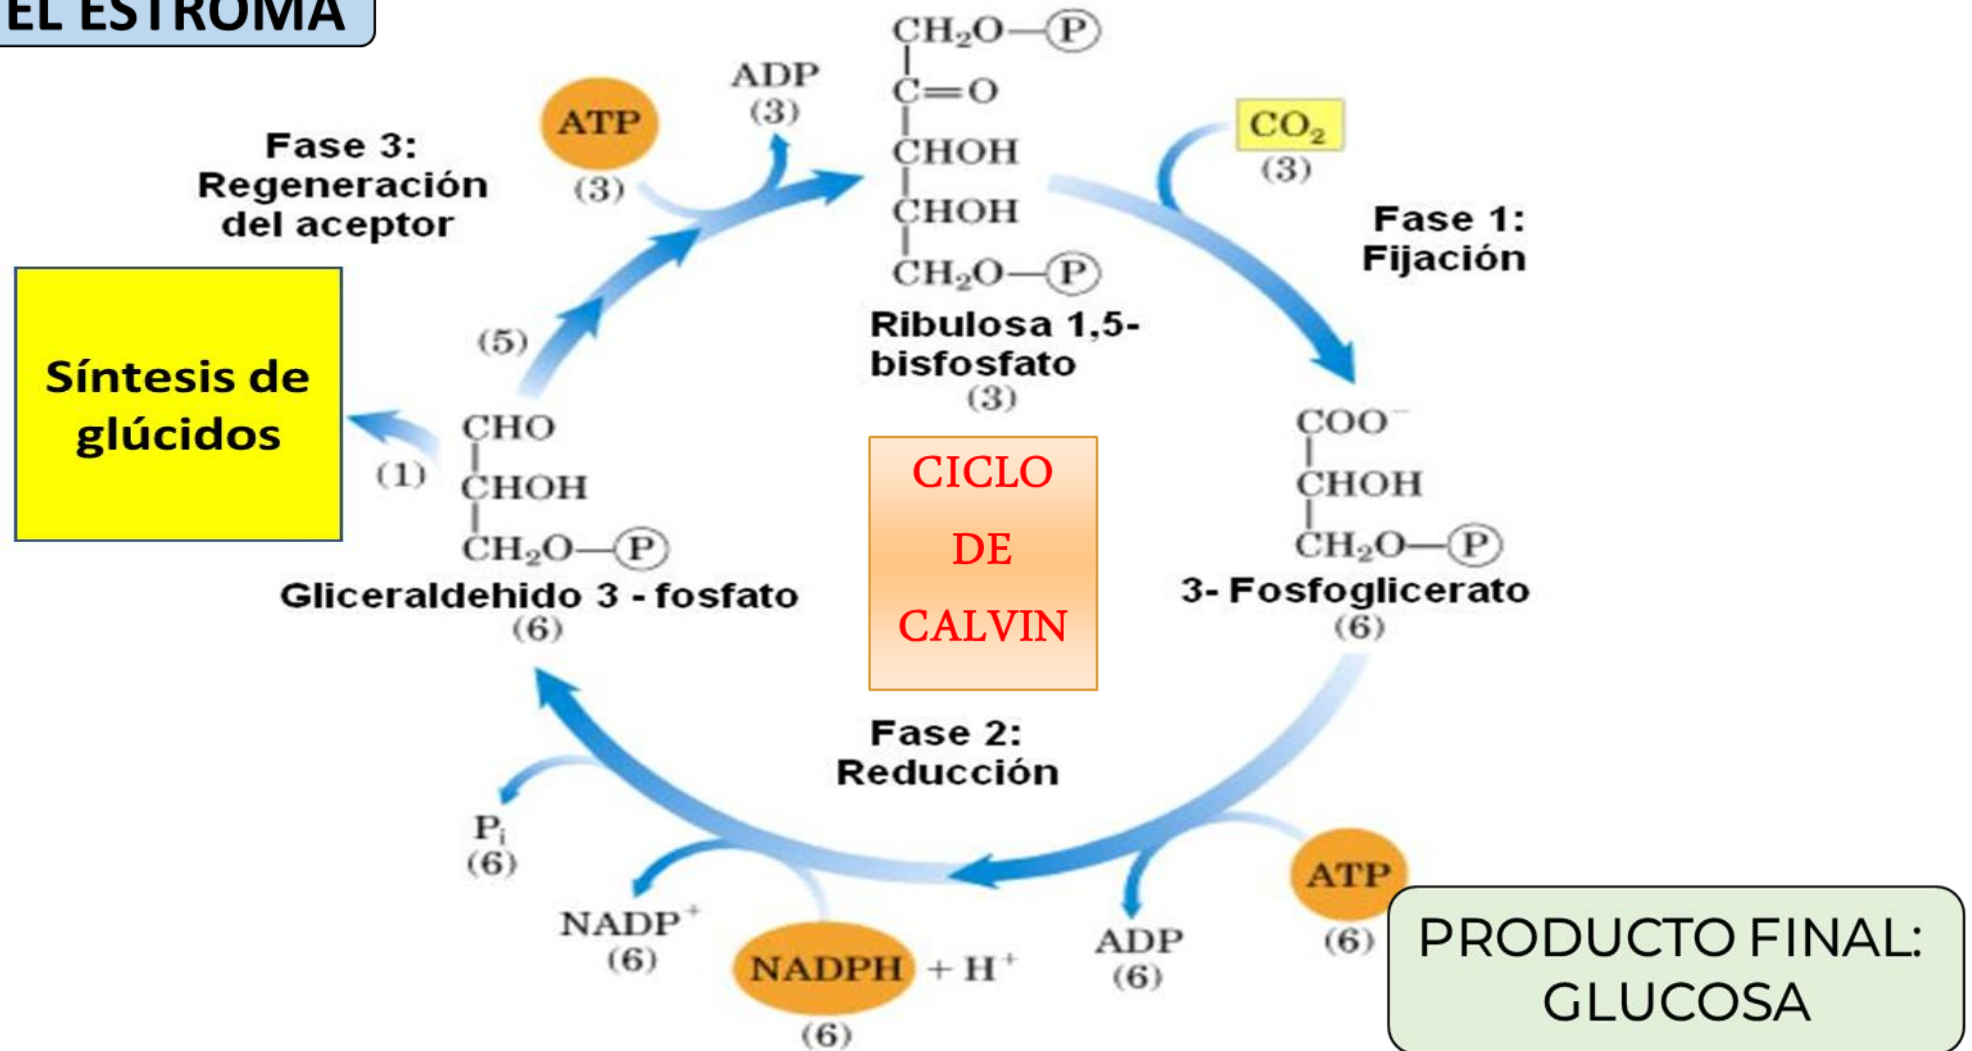 EL ESTROMA
CH₂O—P
C=O
CHOH
CHOH
CH₂O—P
Ribulosa 1,5-
bisfosfato
(3)
CO₂
(3)
Fase 1:
Fijación
COO⁻
CHOH
CH₂O—P
3- Fosfoglicerato
(6)
ATP
(6)
ADP
(6)
Fase 2:
Reducción
NADPH + H⁺
(6)
NADP⁺
(6)
Pᵢ
(6)
CHO
CHOH
CH₂O—P
Gliceraldehido 3 - fosfato
(6)
(1)
Síntesis de
glúcidos
(5)
Fase 3:
Regeneración
del aceptor
ATP
(3)
ADP
(3)
CICLO
DE
CALVIN
PRODUCTO FINAL:
GLUCOSA